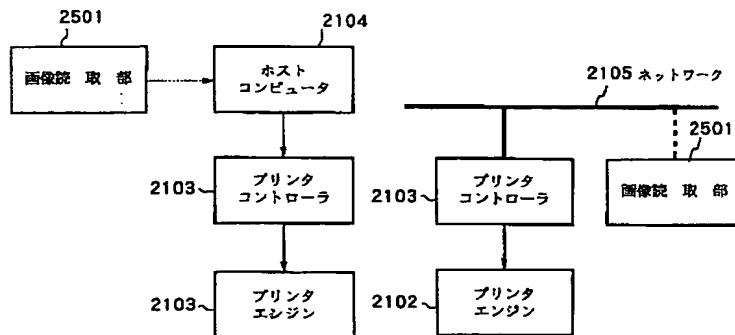 2501
2104
画像読 取 部
ホスト
コンピュータ
2105 ネットワーク
2501
2103
プリンタ
コントローラ
2103
プリンタ
コントローラ
画像読 取 部
2103
プリンタ
エンジン
2102
プリンタ
エンジン